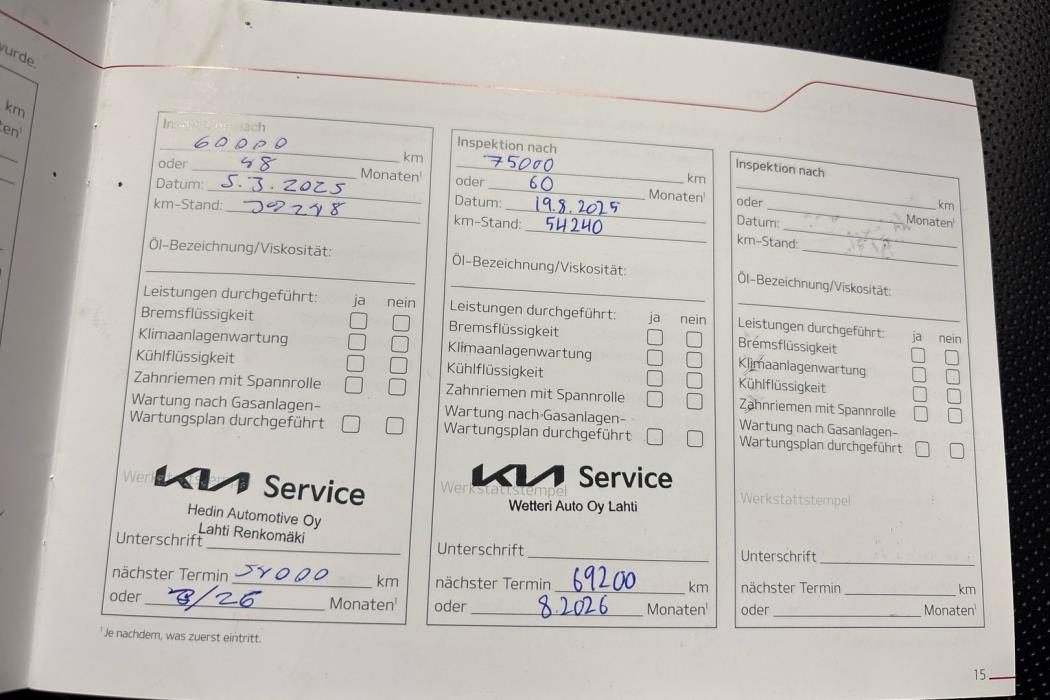 wurde.
km
Inspektion nach
60000 km
oder 48 Monaten¹
Datum: 5.3.2025
km-Stand: 39248
Öl-Bezeichnung/Viskosität:
Leistungen durchgeführt: ja nein
Bremsflüssigkeit
Klimaanlagenwartung
Kühlflüssigkeit
Zahnriemen mit Spannrolle
Wartung nach Gasanlagen-
Wartungsplan durchgeführt
KIA Service
Hedin Automotive Oy
Lahti Renkomäki
Unterschrift
nächster Termin 54000 km
oder 3/26 Monaten¹
¹Je nachdem, was zuerst eintritt.
Inspektion nach
75000 km
oder 60 Monaten¹
Datum: 19.8.2025
km-Stand: 54240
Öl-Bezeichnung/Viskosität:
Leistungen durchgeführt: ja nein
Bremsflüssigkeit
Klimaanlagenwartung
Kühlflüssigkeit
Zahnriemen mit Spannrolle
Wartung nach Gasanlagen-
Wartungsplan durchgeführt
Werkstattstempel
KIA Service
Wetteri Auto Oy Lahti
Unterschrift
nächster Termin 69200 km
oder 8.2026 Monaten¹
Inspektion nach
km
oder Monaten¹
Datum:
km-Stand:
Öl-Bezeichnung/Viskosität:
Leistungen durchgeführt: ja nein
Bremsflüssigkeit
Klimaanlagenwartung
Kühlflüssigkeit
Zahnriemen mit Spannrolle
Wartung nach Gasanlagen-
Wartungsplan durchgeführt
Werkstattstempel
Unterschrift
nächster Termin km
oder Monaten¹
15